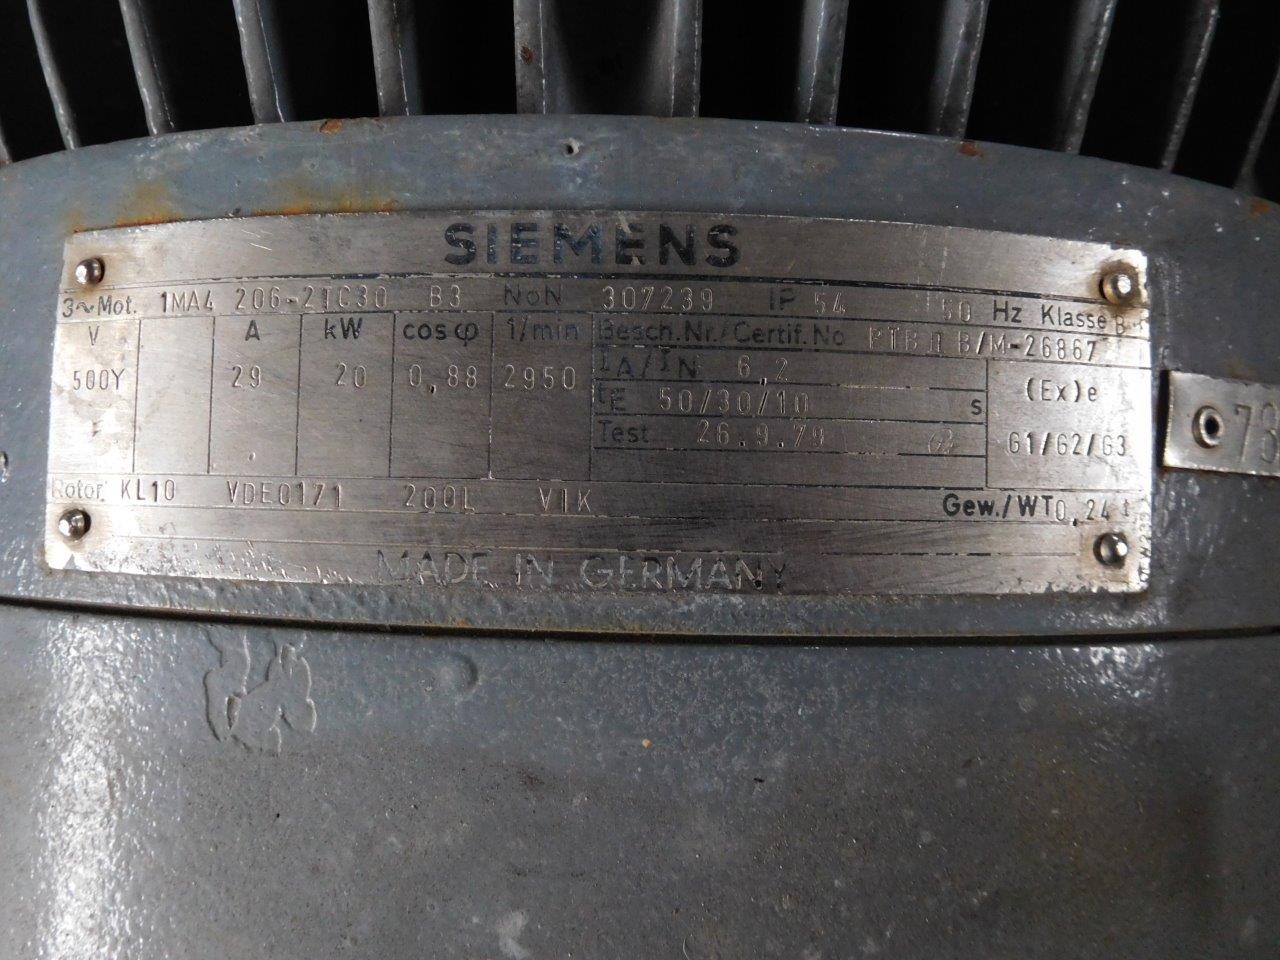 SIEMENS
3~Mot. 1MA4 206-2TC30 B3 NoN 307239 IP 54 50 Hz Klasse B
V A kW cos φ 1/min Besch.Nr./Certif.No PTB B/M-26867
500Y 29 20 0,88 2950 IA/IN 6,2
tE 50/30/10 s (Ex)e
Test 26.9.79 G1/G2/G3
Rotor KL10 VDE0171 200L VIK Gew./WT 0,24 t
MADE IN GERMANY